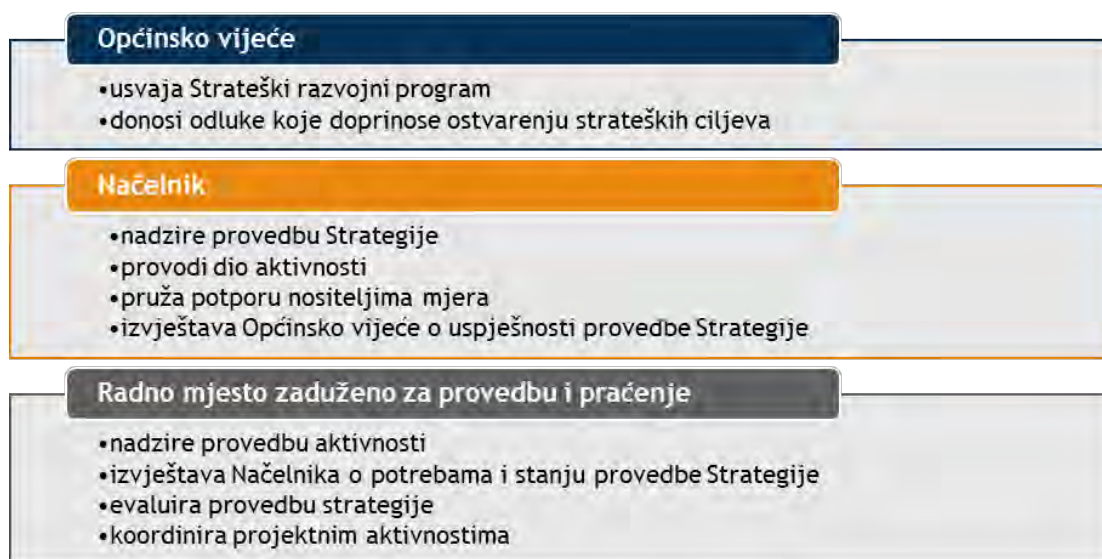 Općinsko vijeće
•usvaja Strateški razvojni program
•donosi odluke koje doprinose ostvarenju strateških ciljeva
Načelnik
•nadzire provedbu Strategije
•provodi dio aktivnosti
•pruža potporu nositeljima mjera
•izvještava Općinsko vijeće o uspješnosti provedbe Strategije
Radno mjesto zaduženo za provedbu i praćenje
•nadzire provedbu aktivnosti
•izvještava Načelnika o potrebama i stanju provedbe Strategije
•evaluira provedbu strategije
•koordinira projektnim aktivnostima